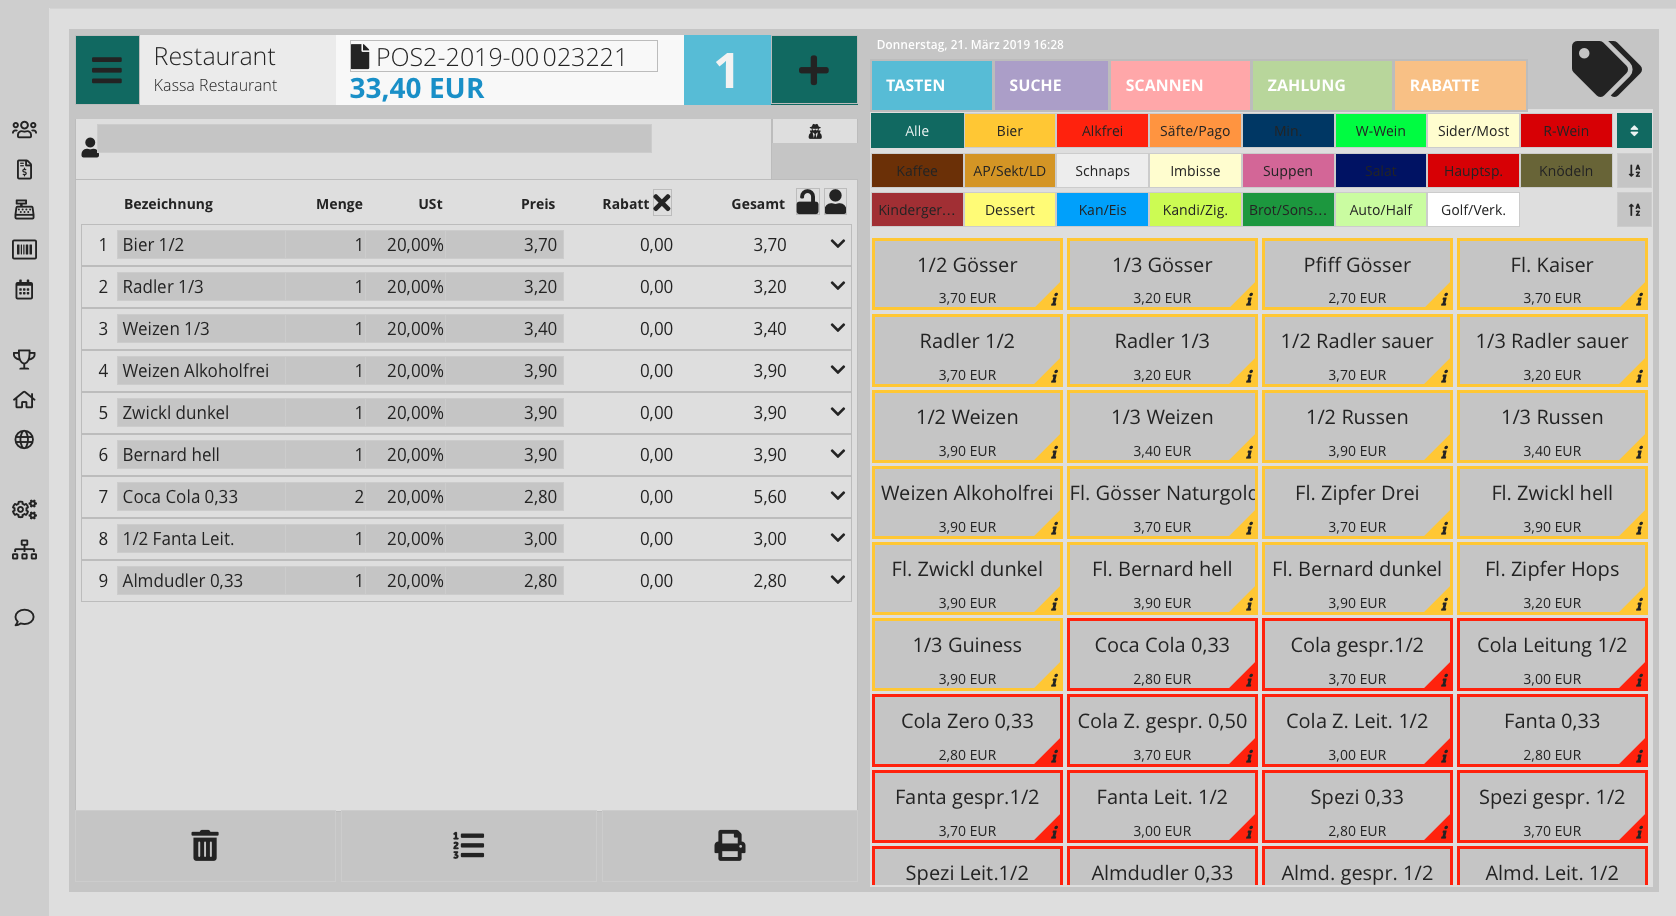 Restaurant
Kassa Restaurant
POS2-2019-00023221
33,40 EUR
1
Donnerstag, 21. März 2019 16:28
TASTEN SUCHE SCANNEN ZAHLUNG RABATTE
Alle Bier Alkfrei Säfte/Pago Min. W-Wein Sider/Most R-Wein
Kaffee AP/Sekt/LD Schnaps Imbisse Suppen Salat Hauptsp. Knödeln
Kinderger... Dessert Kan/Eis Kandi/Zig. Brot/Sons... Auto/Half Golf/Verk.
Bezeichnung Menge USt Preis Rabatt Gesamt
1 Bier 1/2 1 20,00% 3,70 0,00 3,70
2 Radler 1/3 1 20,00% 3,20 0,00 3,20
3 Weizen 1/3 1 20,00% 3,40 0,00 3,40
4 Weizen Alkoholfrei 1 20,00% 3,90 0,00 3,90
5 Zwickl dunkel 1 20,00% 3,90 0,00 3,90
6 Bernard hell 1 20,00% 3,90 0,00 3,90
7 Coca Cola 0,33 2 20,00% 2,80 0,00 5,60
8 1/2 Fanta Leit. 1 20,00% 3,00 0,00 3,00
9 Almdudler 0,33 1 20,00% 2,80 0,00 2,80
1/2 Gösser 1/3 Gösser Pfiff Gösser Fl. Kaiser
3,70 EUR 3,20 EUR 2,70 EUR 3,70 EUR
Radler 1/2 Radler 1/3 1/2 Radler sauer 1/3 Radler sauer
3,70 EUR 3,20 EUR 3,70 EUR 3,20 EUR
1/2 Weizen 1/3 Weizen 1/2 Russen 1/3 Russen
3,90 EUR 3,40 EUR 3,90 EUR 3,40 EUR
Weizen Alkoholfrei Fl. Gösser Naturgold Fl. Zipfer Drei Fl. Zwickl hell
3,90 EUR 3,70 EUR 3,70 EUR 3,90 EUR
Fl. Zwickl dunkel Fl. Bernard hell Fl. Bernard dunkel Fl. Zipfer Hops
3,90 EUR 3,90 EUR 3,90 EUR 3,20 EUR
1/3 Guiness Coca Cola 0,33 Cola gespr.1/2 Cola Leitung 1/2
3,90 EUR 2,80 EUR 3,70 EUR 3,00 EUR
Cola Zero 0,33 Cola Z. gespr. 0,50 Cola Z. Leit. 1/2 Fanta 0,33
2,80 EUR 3,70 EUR 3,00 EUR 2,80 EUR
Fanta gespr.1/2 Fanta Leit. 1/2 Spezi 0,33 Spezi gespr. 1/2
3,70 EUR 3,00 EUR 2,80 EUR 3,70 EUR
Spezi Leit.1/2 Almdudler 0,33 Almd. gespr. 1/2 Almd. Leit. 1/2